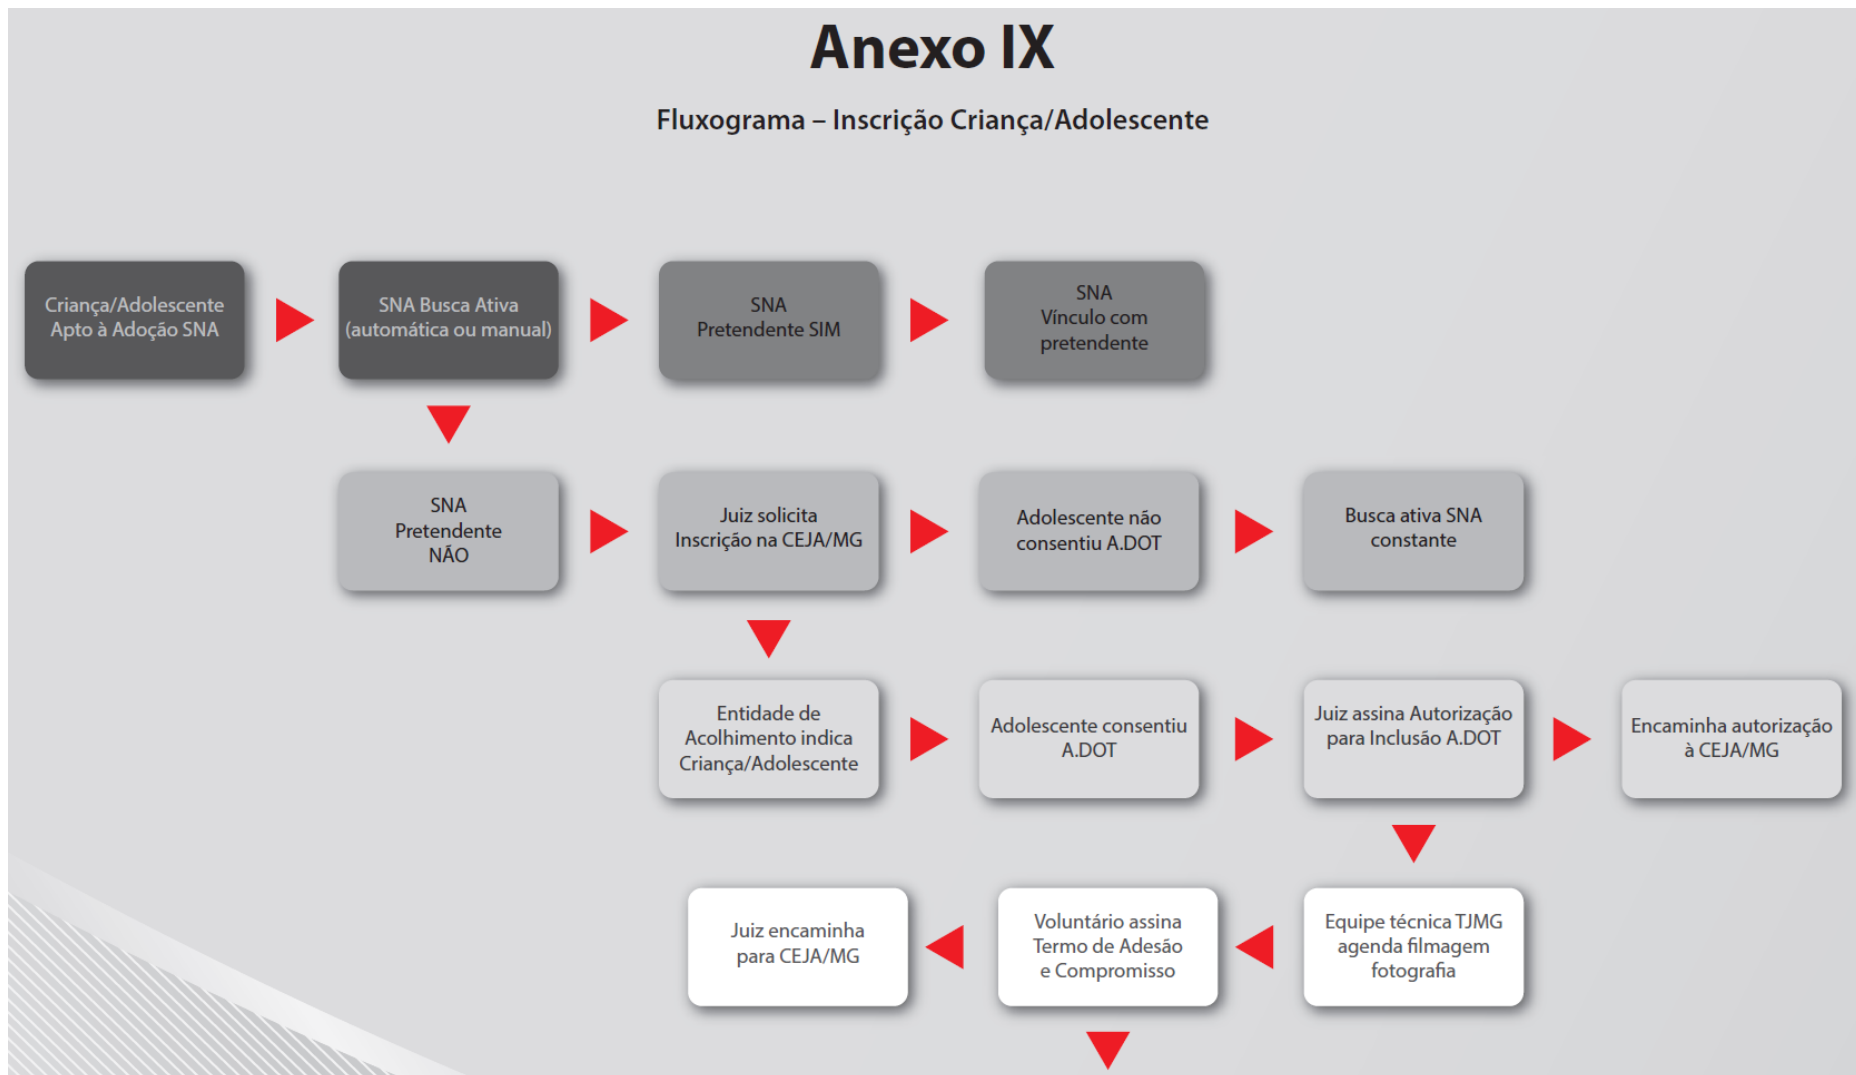 Anexo IX
Fluxograma – Inscrição Criança/Adolescente
Criança/Adolescente
Apto à Adoção SNA
SNA Busca Ativa
(automática ou manual)
SNA
Pretendente SIM
SNA
Vínculo com
pretendente
SNA
Pretendente
NÃO
Juiz solicita
Inscrição na CEJA/MG
Adolescente não
consentiu A.DOT
Busca ativa SNA
constante
Entidade de
Acolhimento indica
Criança/Adolescente
Adolescente consentiu
A.DOT
Juiz assina Autorização
para Inclusão A.DOT
Encaminha autorização
à CEJA/MG
Juiz encaminha
para CEJA/MG
Voluntário assina
Termo de Adesão
e Compromisso
Equipe técnica TJMG
agenda filmagem
fotografia